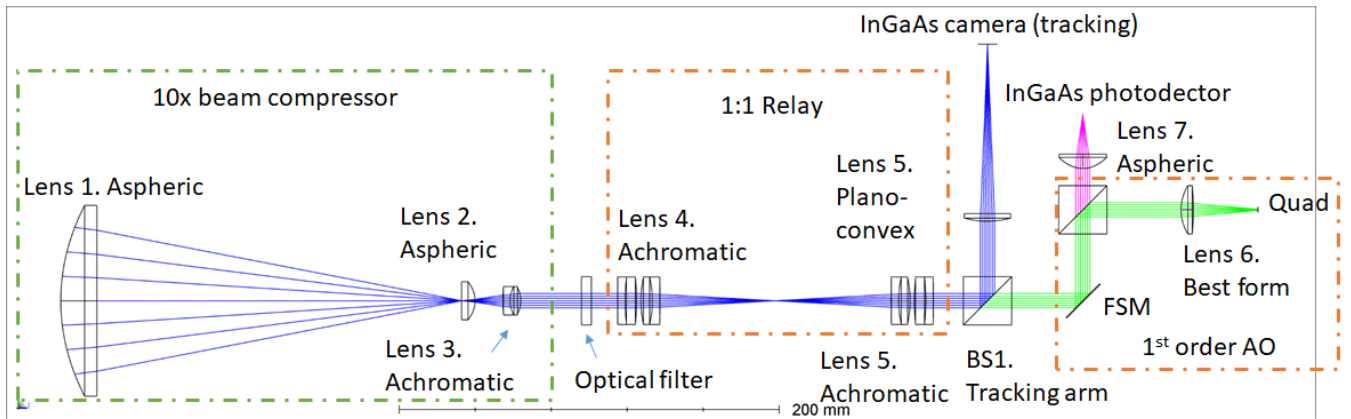 InGaAs camera (tracking)
10x beam compressor
1:1 Relay
InGaAs photodector
Lens 1. Aspheric
Lens 2.
Aspheric
Lens 3.
Achromatic
Optical filter
Lens 4.
Achromatic
Lens 5.
Plano-
convex
Lens 5.
Achromatic
BS1.
Tracking arm
Lens 7.
Aspheric
Quad
Lens 6.
Best form
FSM
1st order AO
200 mm